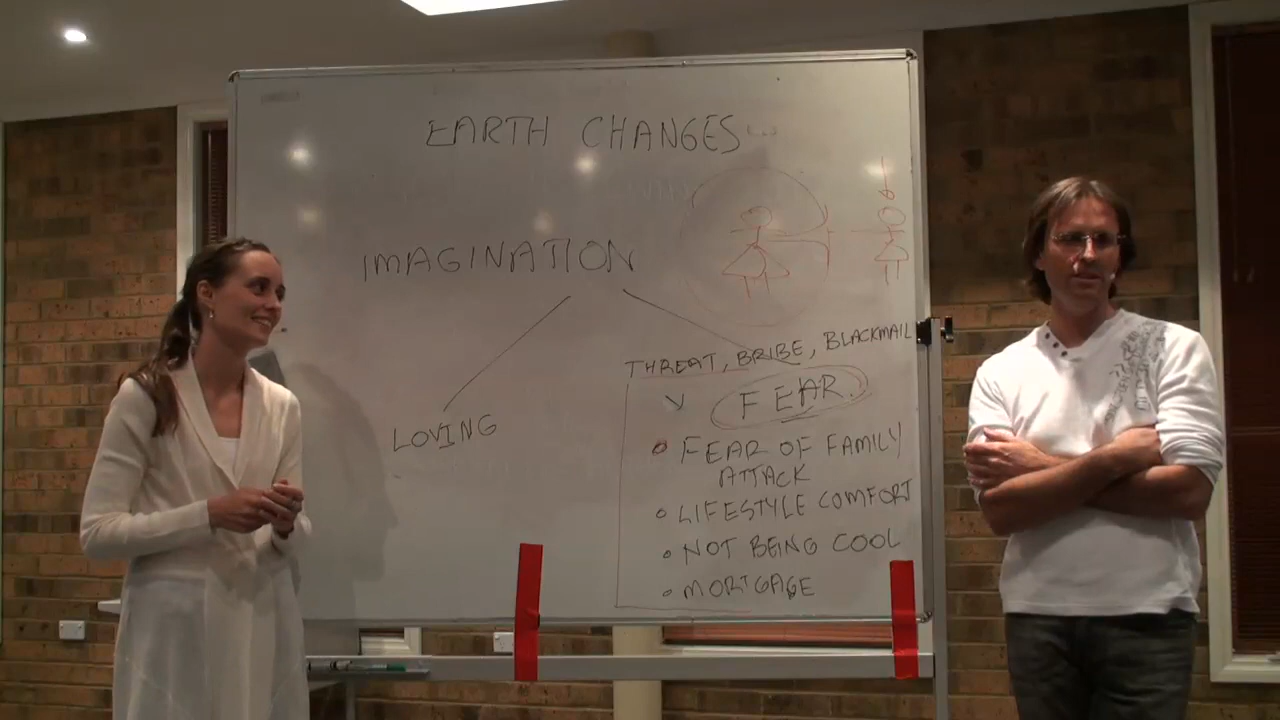 EARTH CHANGES
IMAGINATION
THREAT, BRIBE, BLACKMAIL
FEAR
LOVING
FEAR OF FAMILY
ATTACK
LIFESTYLE COMFORT
NOT BEING COOL
MORTGAGE